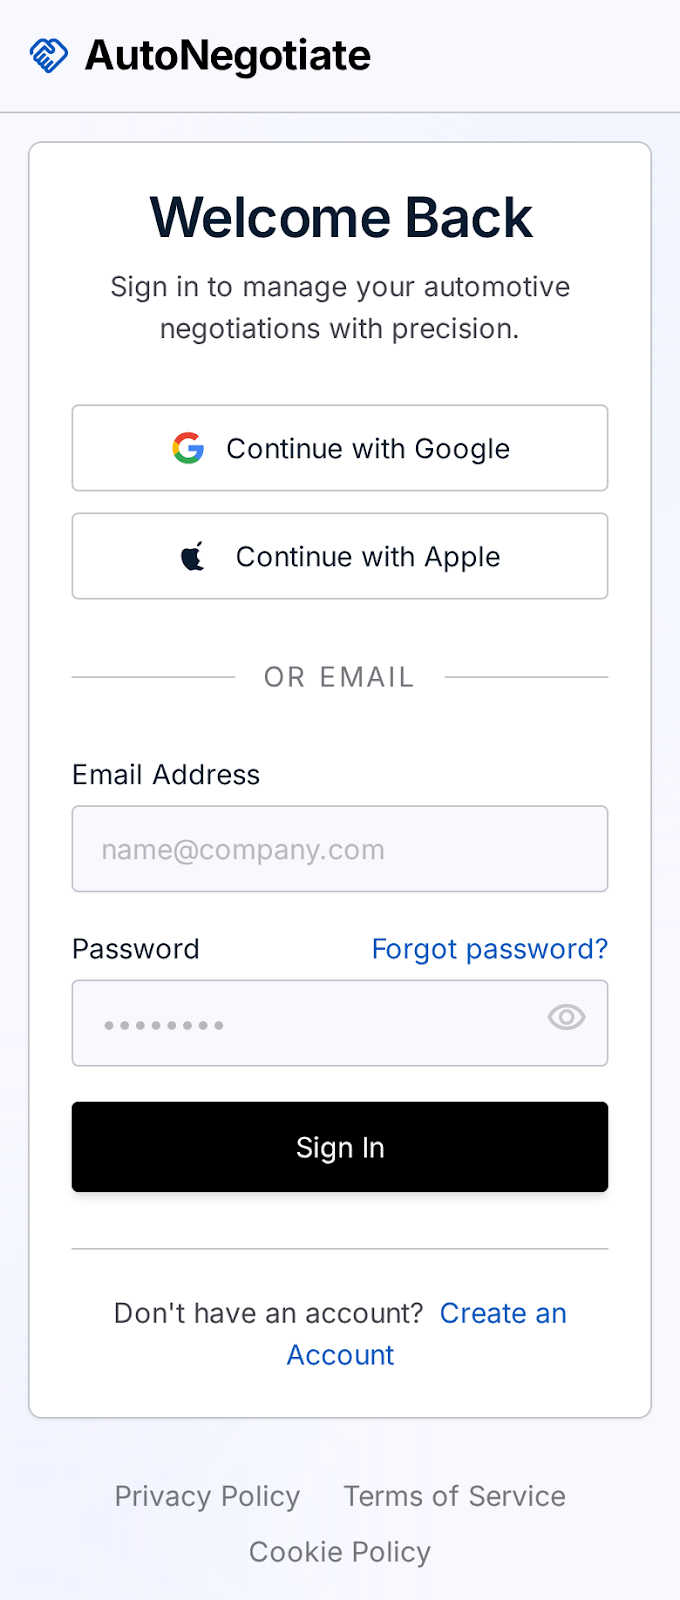 AutoNegotiate
Welcome Back
Sign in to manage your automotive
negotiations with precision.
Continue with Google
Continue with Apple
OR EMAIL
Email Address
name@company.com
Password Forgot password?
••••••••
Sign In
Don't have an account? Create an
Account
Privacy Policy Terms of Service
Cookie Policy